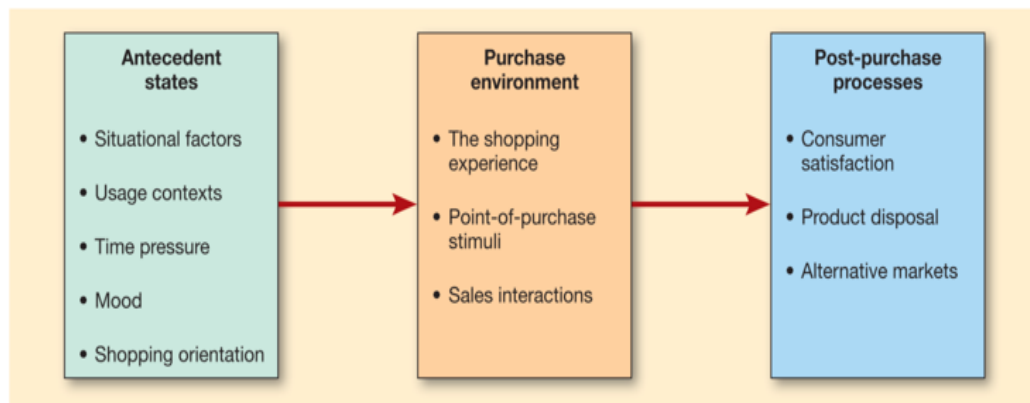 Antecedent
states
• Situational factors
• Usage contexts
• Time pressure
• Mood
• Shopping orientation
Purchase
environment
• The shopping
experience
• Point-of-purchase
stimuli
• Sales interactions
Post-purchase
processes
• Consumer
satisfaction
• Product disposal
• Alternative markets